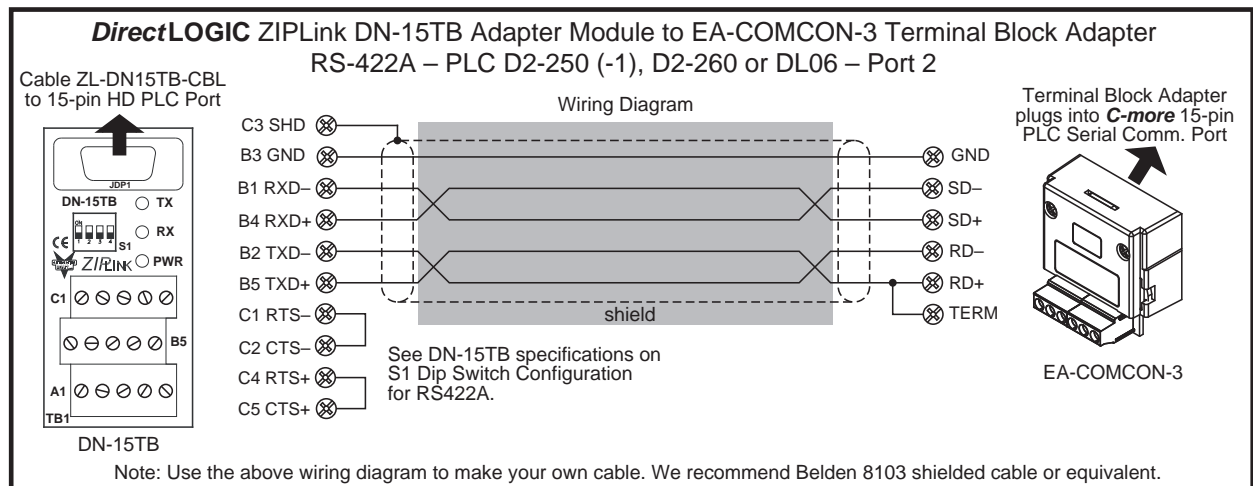 DirectLOGIC ZIPLink DN-15TB Adapter Module to EA-COMCON-3 Terminal Block Adapter
RS-422A – PLC D2-250 (-1), D2-260 or DL06 – Port 2
Cable ZL-DN15TB-CBL
to 15-pin HD PLC Port
JDP1
DN-15TB
TX
RX
PWR
ON
1 2 3 4
S1
CE
ZIPLINK
C1
B5
A1
TB1
DN-15TB
Wiring Diagram
C3 SHD
B3 GND
B1 RXD–
B4 RXD+
B2 TXD–
B5 TXD+
C1 RTS–
C2 CTS–
C4 RTS+
C5 CTS+
shield
See DN-15TB specifications on
S1 Dip Switch Configuration
for RS422A.
GND
SD–
SD+
RD–
RD+
TERM
Terminal Block Adapter
plugs into C-more 15-pin
PLC Serial Comm. Port
EA-COMCON-3
Note: Use the above wiring diagram to make your own cable. We recommend Belden 8103 shielded cable or equivalent.